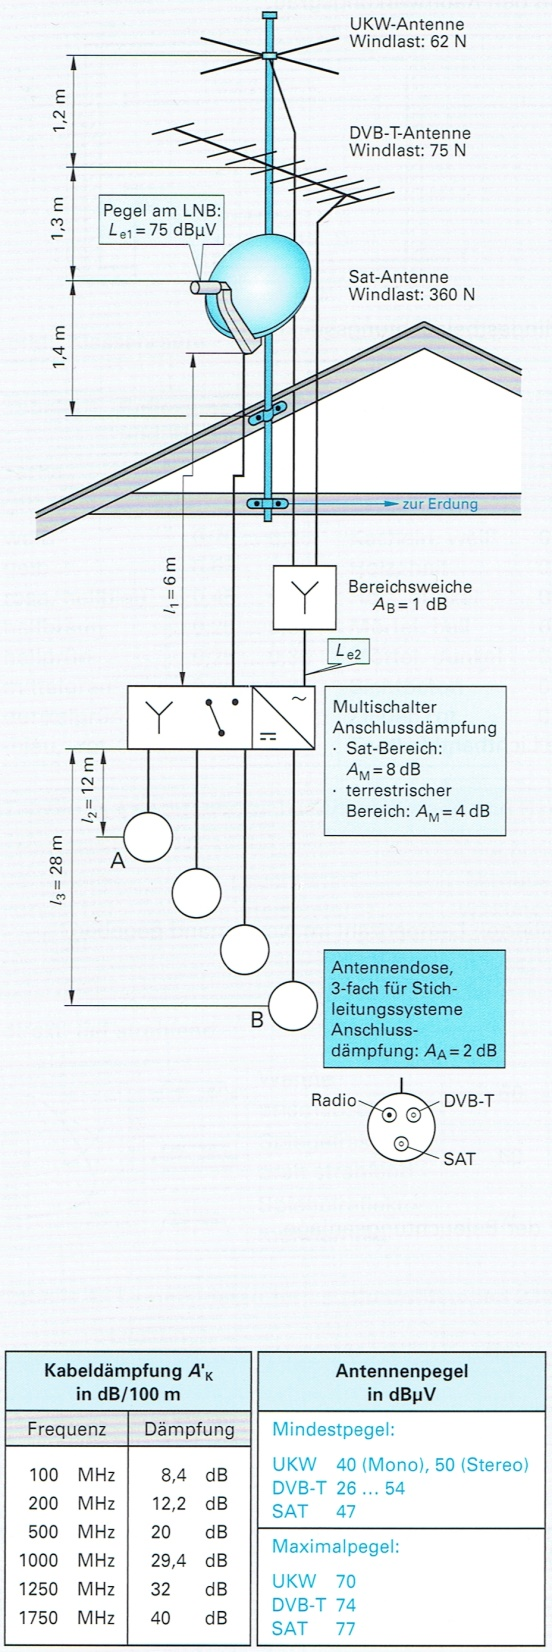 UKW-Antenne
Windlast: 62 N
1,2 m
DVB-T-Antenne
Windlast: 75 N
1,3 m
Pegel am LNB:
Le1 = 75 dBµV
Sat-Antenne
Windlast: 360 N
1,4 m
zur Erdung
l1 = 6 m
Bereichsweiche
AB = 1 dB
Le2
~
=
Multischalter
Anschlussdämpfung
· Sat-Bereich:
AM = 8 dB
· terrestrischer
Bereich: AM = 4 dB
l2 = 12 m
A
l3 = 28 m
B
Antennendose,
3-fach für Stich-
leitungssysteme
Anschluss-
dämpfung: AA = 2 dB
Radio
DVB-T
SAT
Kabeldämpfung A'K
in dB/100 m
Frequenz Dämpfung
100 MHz 8,4 dB
200 MHz 12,2 dB
500 MHz 20 dB
1000 MHz 29,4 dB
1250 MHz 32 dB
1750 MHz 40 dB
Antennenpegel
in dBµV
Mindestpegel:
UKW 40 (Mono), 50 (Stereo)
DVB-T 26 ... 54
SAT 47
Maximalpegel:
UKW 70
DVB-T 74
SAT 77